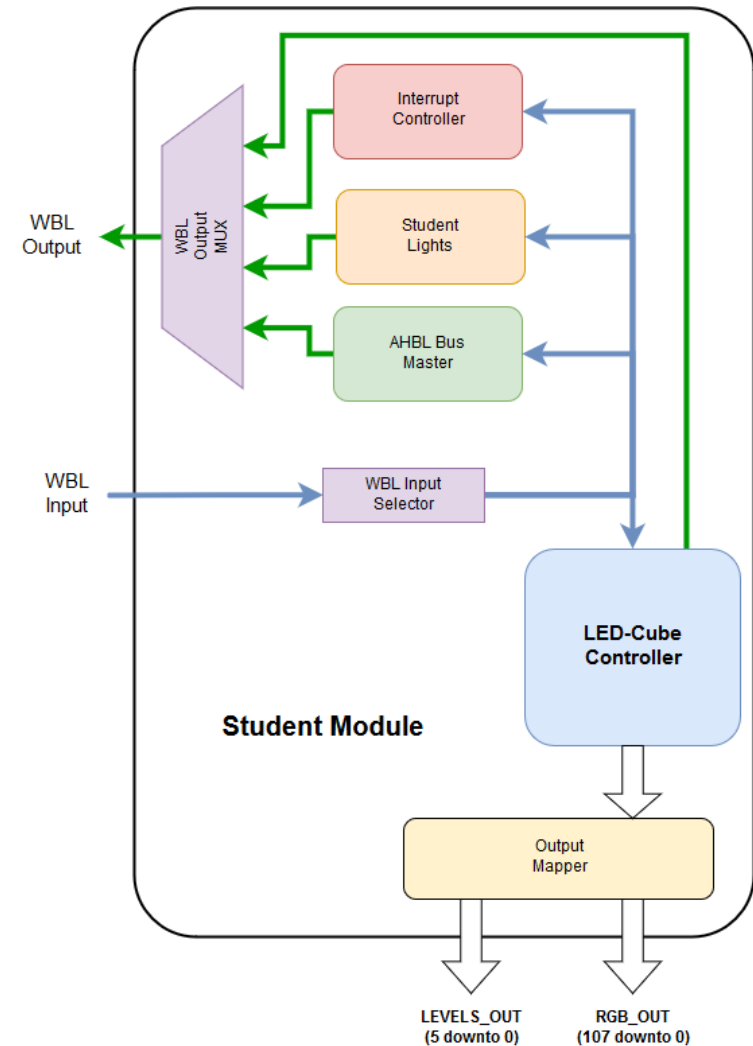 Interrupt
Controller
WBL
Output
MUX
Student
Lights
WBL
Output
AHBL Bus
Master
WBL
Input
WBL Input
Selector
LED-Cube
Controller
Student Module
Output
Mapper
LEVELS_OUT
(5 downto 0)
RGB_OUT
(107 downto 0)